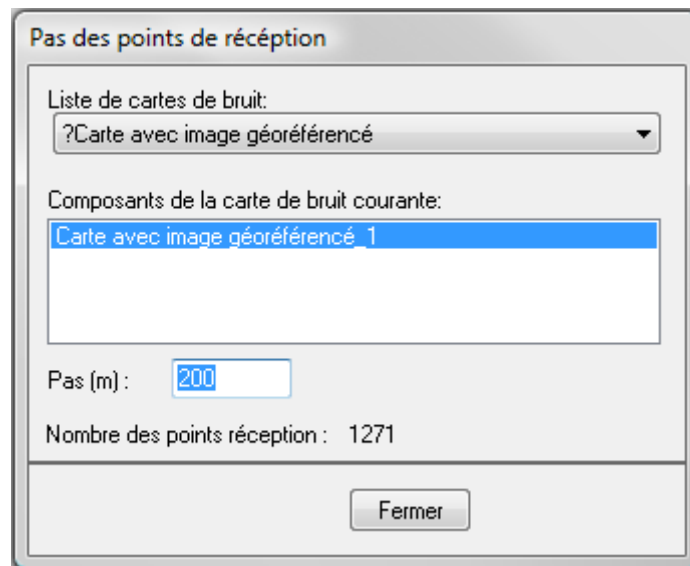 Pas des points de récéption
Liste de cartes de bruit:
?Carte avec image géoréférencé
Composants de la carte de bruit courante:
Carte avec image géoréférencé_1
Pas (m) : 200
Nombre des points réception : 1271
Fermer